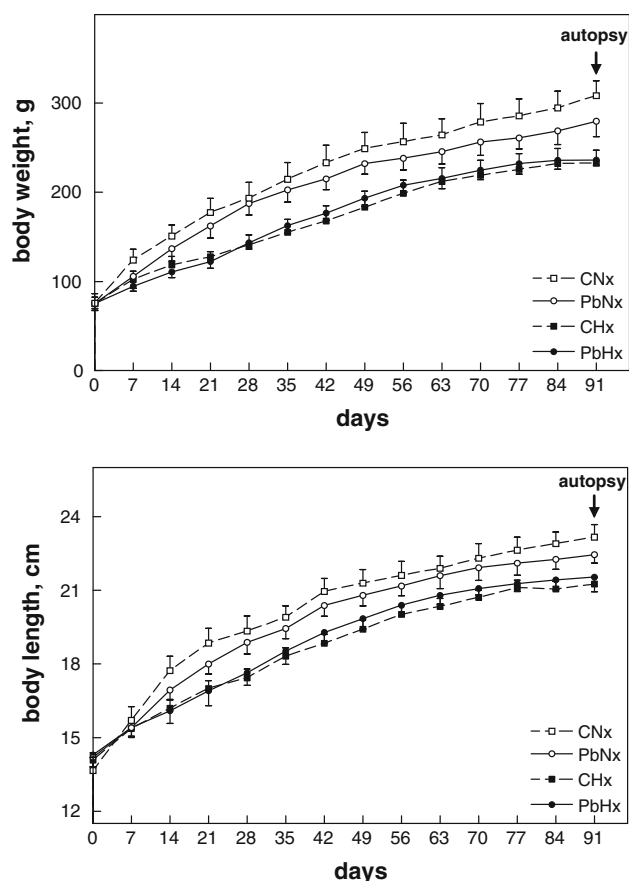 autopsy
300
200
100
0
body weight, g
CNx
PbNx
CHx
PbHx
0 7 14 21 28 35 42 49 56 63 70 77 84 91
days
autopsy
24
21
18
15
12
body length, cm
CNx
PbNx
CHx
PbHx
0 7 14 21 28 35 42 49 56 63 70 77 84 91
days